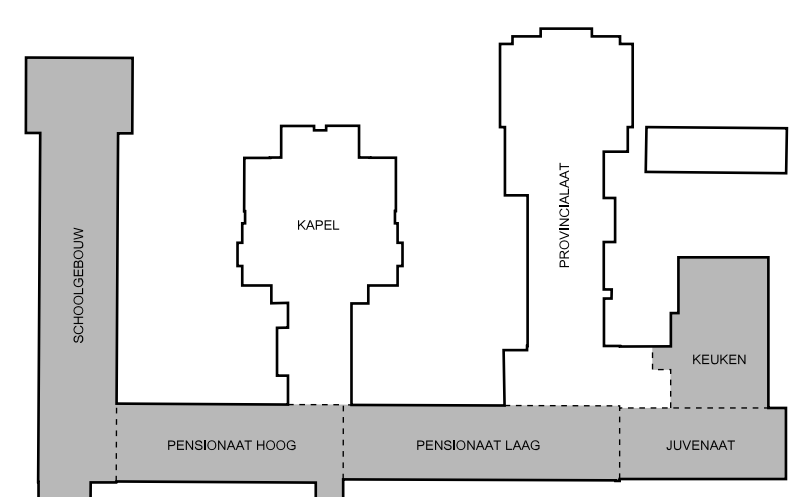 SCHOOLGEBOUW
KAPEL
PROVINCIALAAT
KEUKEN
PENSIONAAT HOOG
PENSIONAAT LAAG
JUVENAAT